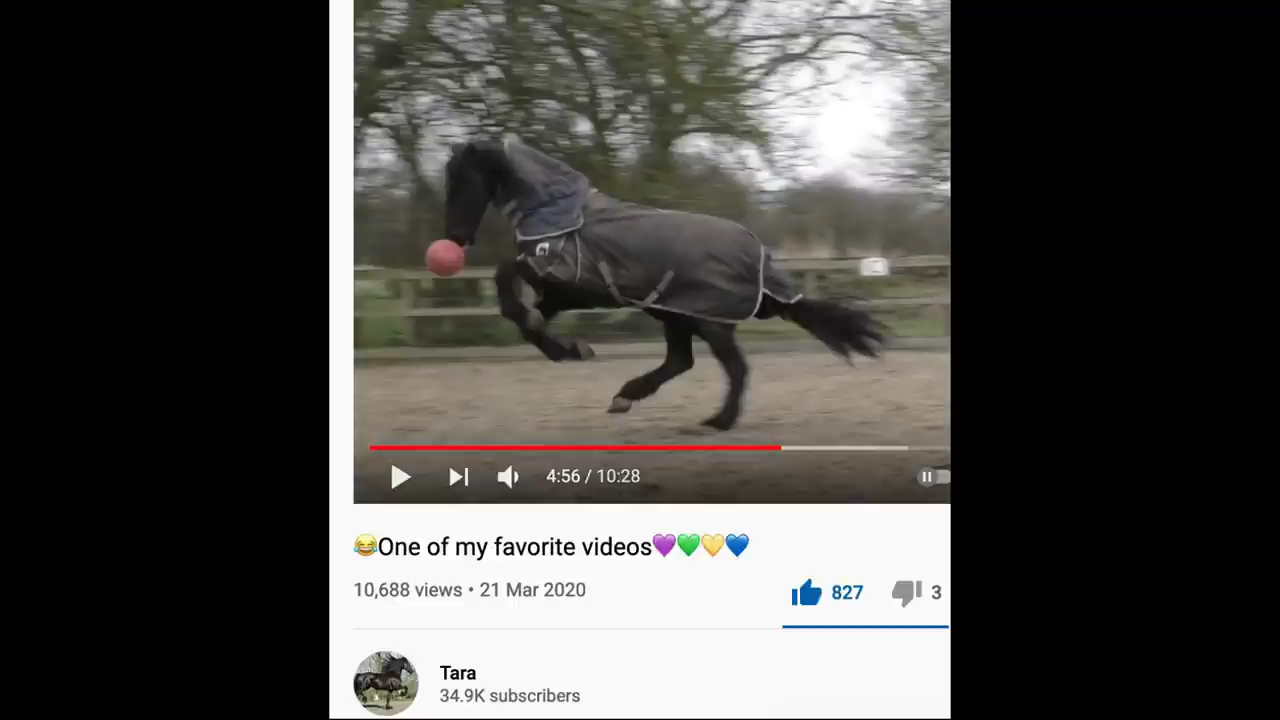 4:56 / 10:28
😂One of my favorite videos💜💚💛💙
10,688 views • 21 Mar 2020
827
3
Tara
34.9K subscribers